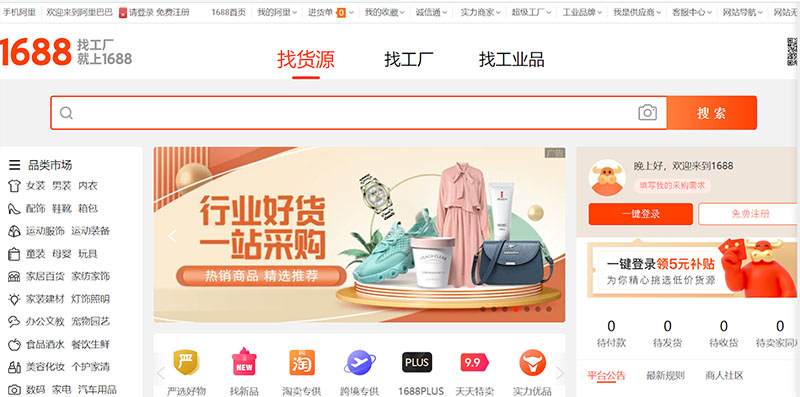 手机阿里 欢迎来到阿里巴巴 请登录 免费注册 1688首页 我的阿里 进货单 0 我的收藏 诚信通 实力商家 超级工厂 工业品牌 我是供应商 客服中心 网站导航
1688 找工厂
就上1688
找货源 找工厂 找工业品
搜索
品类市场
女装 男装 内衣
配饰 鞋靴 箱包
运动服饰 运动装备
童装 母婴 玩具
家居百货 家纺家饰
家装建材 灯饰照明
办公文教 宠物园艺
食品酒水 餐饮生鲜
美容化妆 个护家清
数码 家电 汽车用品
广告
行业好货
一站采购
热销商品 精选推荐
PEACH CLEAR
严
NEW
淘
PLUS
9.9
严选好物 找新品 淘卖专供 跨境专供 1688PLUS 天天特卖 实力优品
晚上好，欢迎来到1688
填写我的采购需求
一键登录 免费注册
一键登录领5元补贴
为你精心挑选低价货源
0 0 0 0
待付款 待发货 待收货 待卖家同
平台公告 最新规则 商人社区